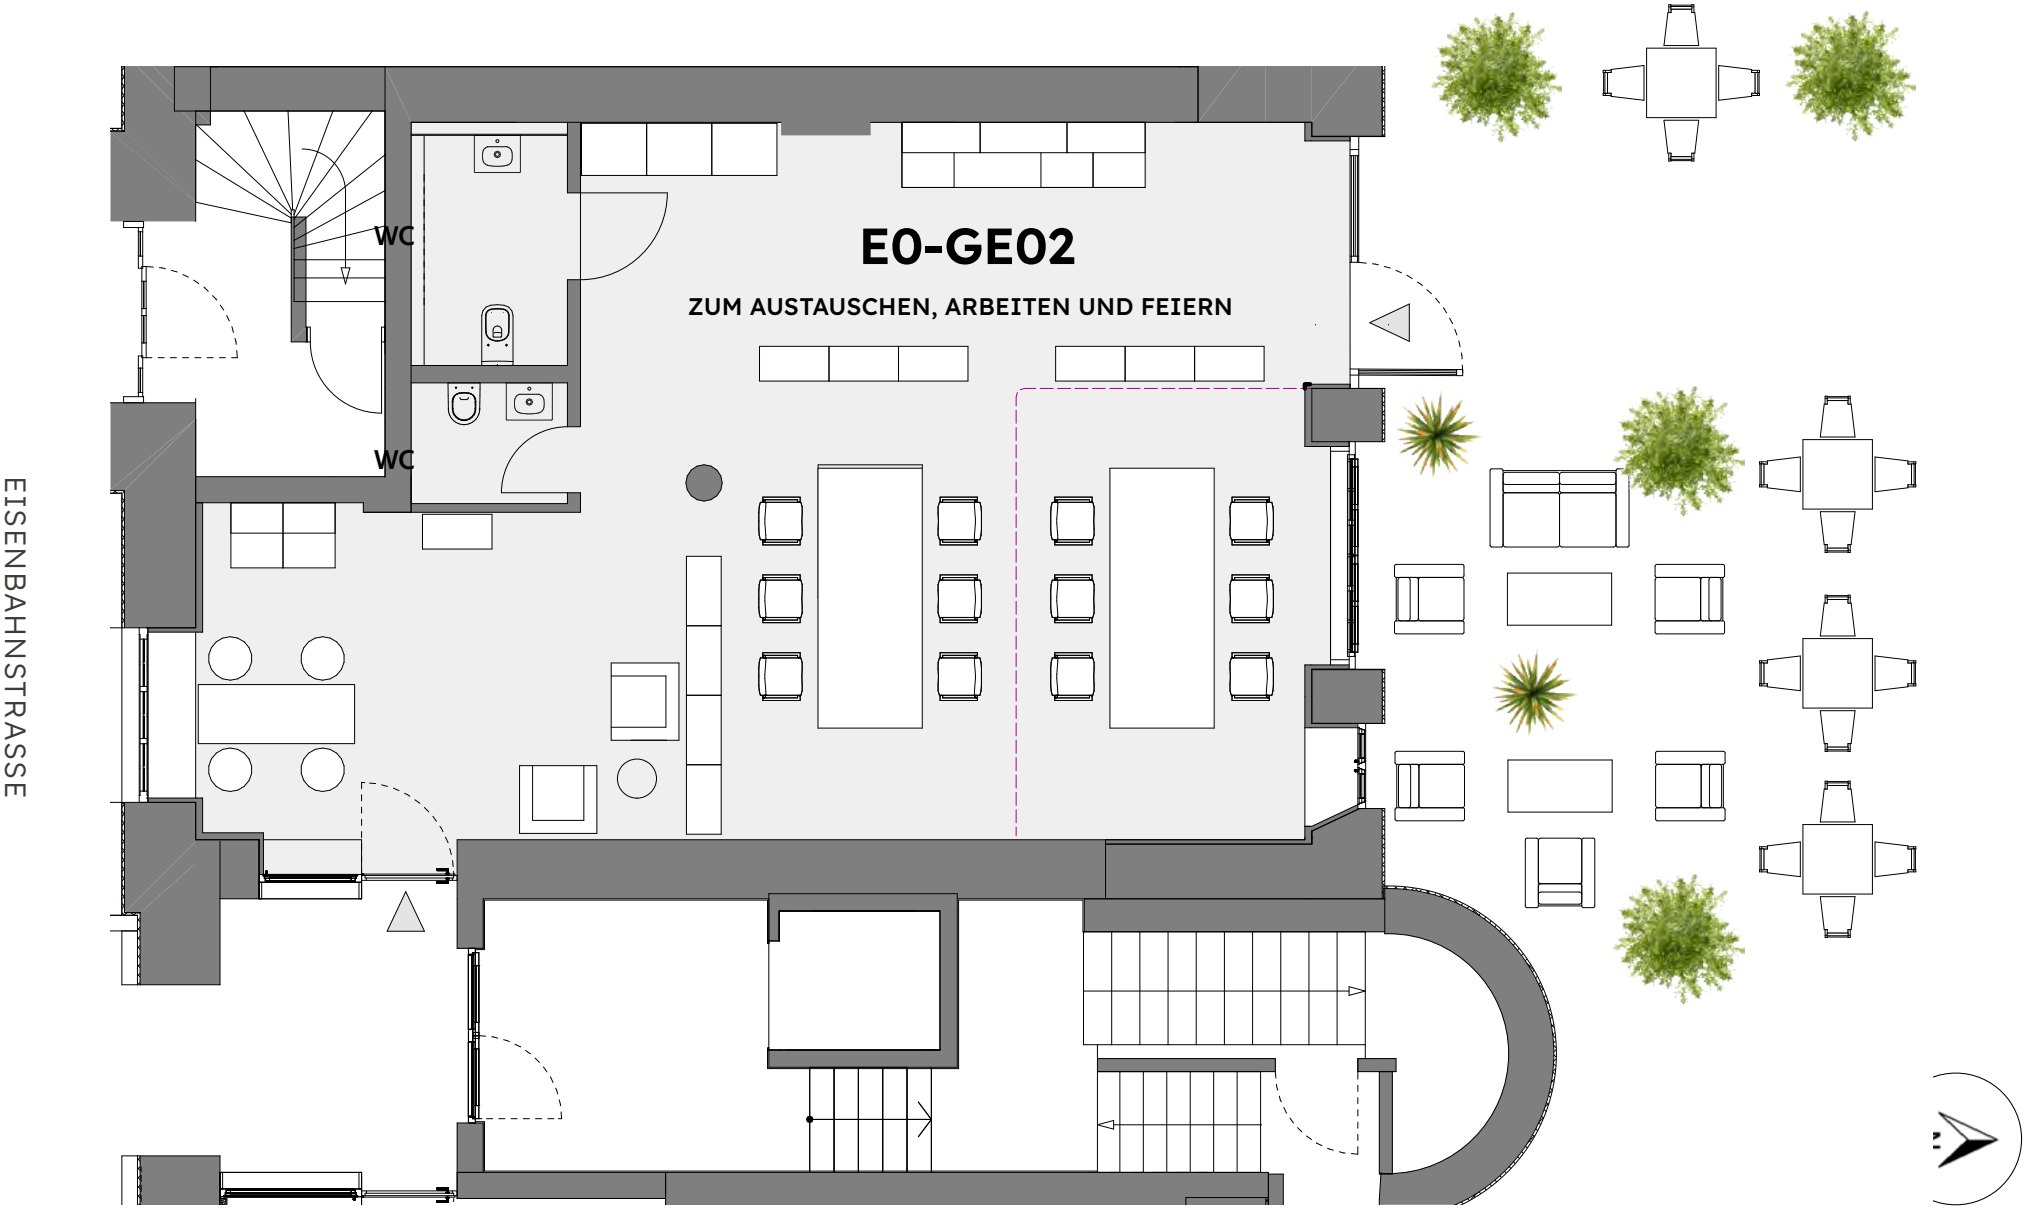 WC
E0-GE02
ZUM AUSTAUSCHEN, ARBEITEN UND FEIERN
WC
EISENBAHNSTRASSE